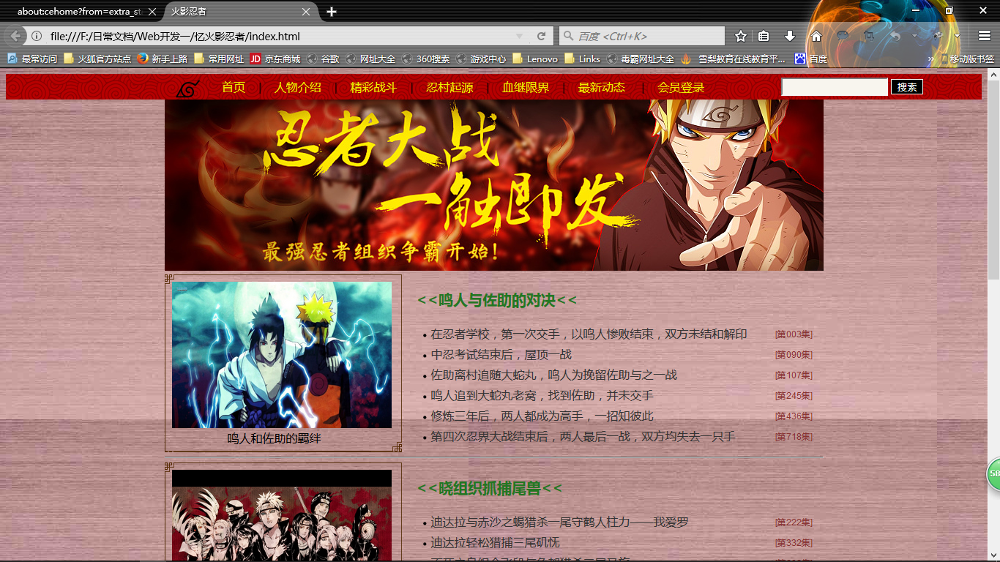 about:cehome?from=extra_st
火影忍者
file:///F:/日常文档/Web开发一/忆火影忍者/index.html
百度 <Ctrl+K>
最常访问 火狐官方站点 新手上路 常用网址 JD 京东商城 谷歌 网址大全 360搜索 游戏中心 Lenovo Links 毒霸网址大全 雪梨教育在线教育平... 百度 » 移动版书签
首页 | 人物介绍 | 精彩战斗 | 忍村起源 | 血继限界 | 最新动态 | 会员登录 搜索
忍者大战
一触即发
最强忍者组织争霸开始!
<<鸣人与佐助的对决<<
• 在忍者学校，第一次交手，以鸣人惨败结束，双方未结和解印 [第003集]
• 中忍考试结束后，屋顶一战 [第090集]
• 佐助离村追随大蛇丸，鸣人为挽留佐助与之一战 [第107集]
• 鸣人追到大蛇丸老窝，找到佐助，并未交手 [第245集]
• 修炼三年后，两人都成为高手，一招知彼此 [第436集]
• 第四次忍界大战结束后，两人最后一战，双方均失去一只手 [第718集]
鸣人和佐助的羁绊
58
<<晓组织抓捕尾兽<<
• 迪达拉与赤沙之蝎猎杀一尾守鹤人柱力——我爱罗 [第222集]
• 迪达拉轻松猎捕三尾矶怃 [第332集]